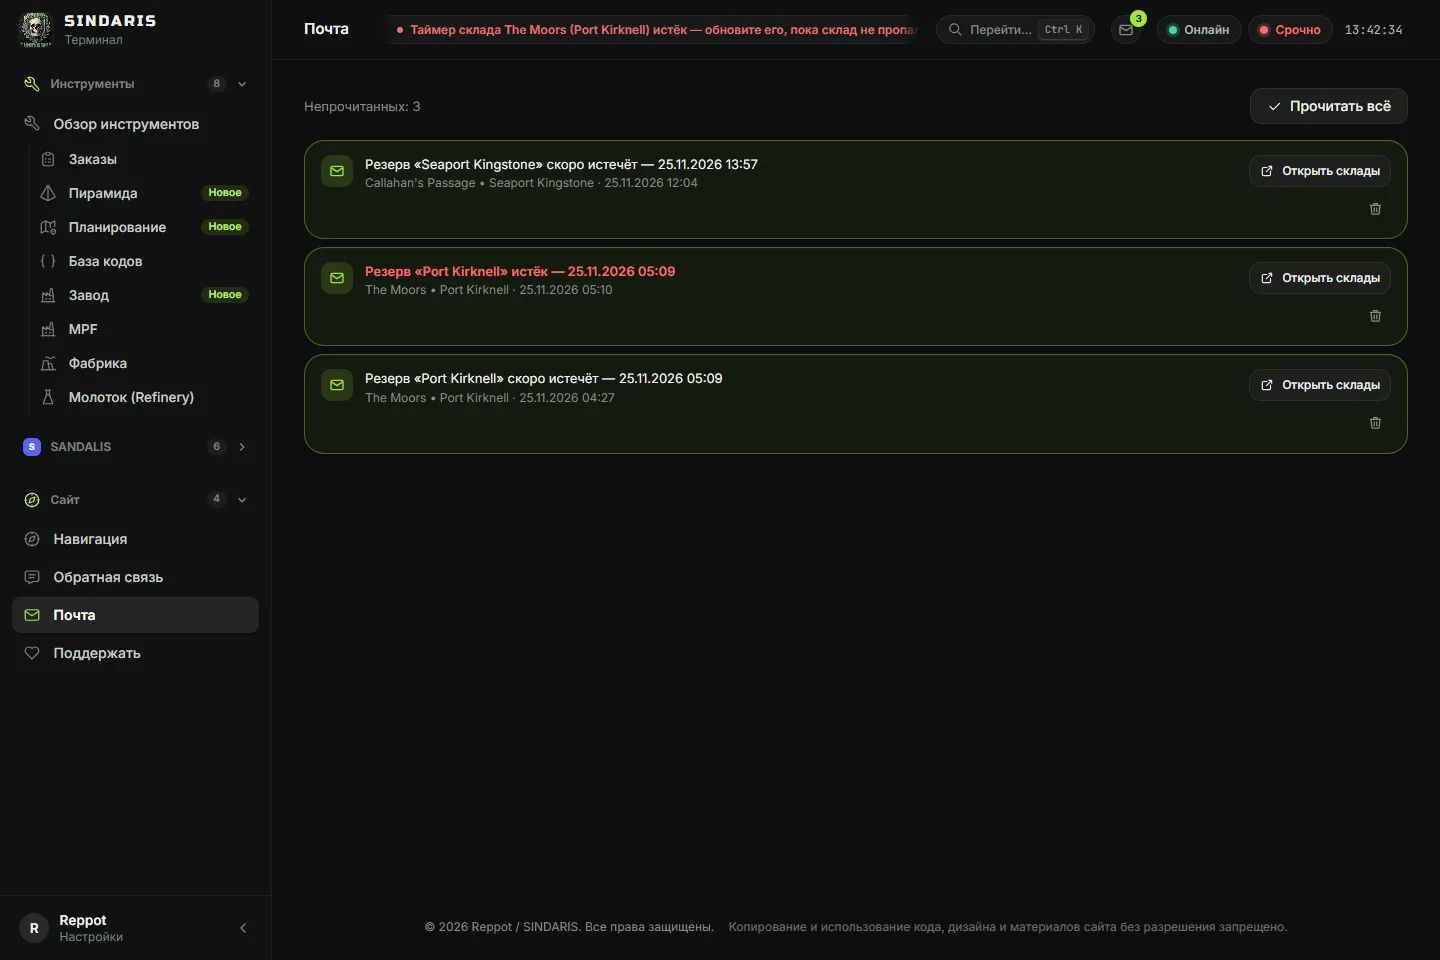 SINDARIS
Терминал
Инструменты 8
Обзор инструментов
Заказы
Пирамида Новое
Планирование Новое
База кодов
Завод Новое
MPF
Фабрика
Молоток (Refinery)
S SANDALIS 6
Сайт 4
Навигация
Обратная связь
Почта
Поддержать
R Reppot
Настройки
Почта
Таймер склада The Moors (Port Kirknell) истёк — обновите его, пока склад не пропа
Перейти... Ctrl K
3
Онлайн
Срочно
13:42:34
Непрочитанных: 3
Прочитать всё
Резерв «Seaport Kingstone» скоро истечёт — 25.11.2026 13:57
Callahan's Passage • Seaport Kingstone · 25.11.2026 12:04
Открыть склады
Резерв «Port Kirknell» истёк — 25.11.2026 05:09
The Moors • Port Kirknell · 25.11.2026 05:10
Открыть склады
Резерв «Port Kirknell» скоро истечёт — 25.11.2026 05:09
The Moors • Port Kirknell · 25.11.2026 04:27
Открыть склады
© 2026 Reppot / SINDARIS. Все права защищены. Копирование и использование кода, дизайна и материалов сайта без разрешения запрещено.